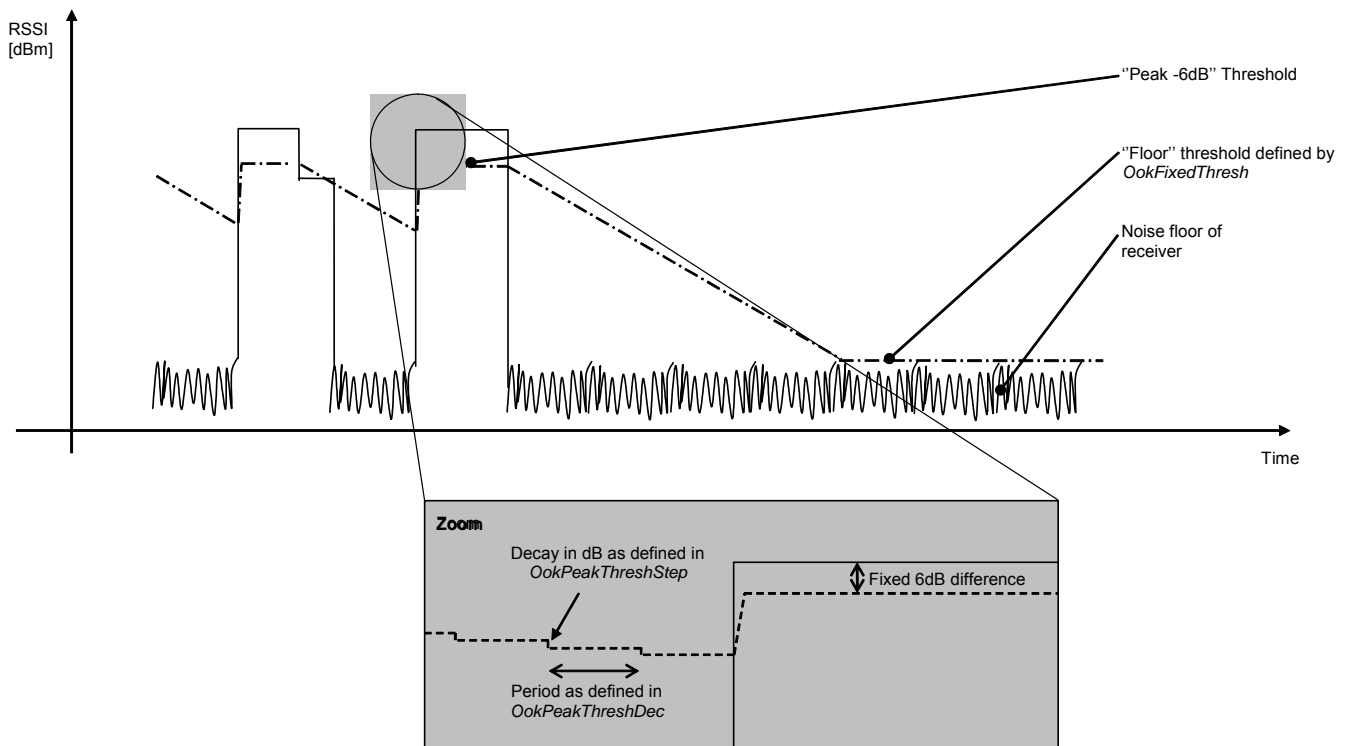 RSSI
[dBm]
‘’Peak -6dB’’ Threshold
‘’Floor’’ threshold defined by
OokFixedThresh
Noise floor of
receiver
Time
Zoom
Decay in dB as defined in
OokPeakThreshStep
Fixed 6dB difference
Period as defined in
OokPeakThreshDec